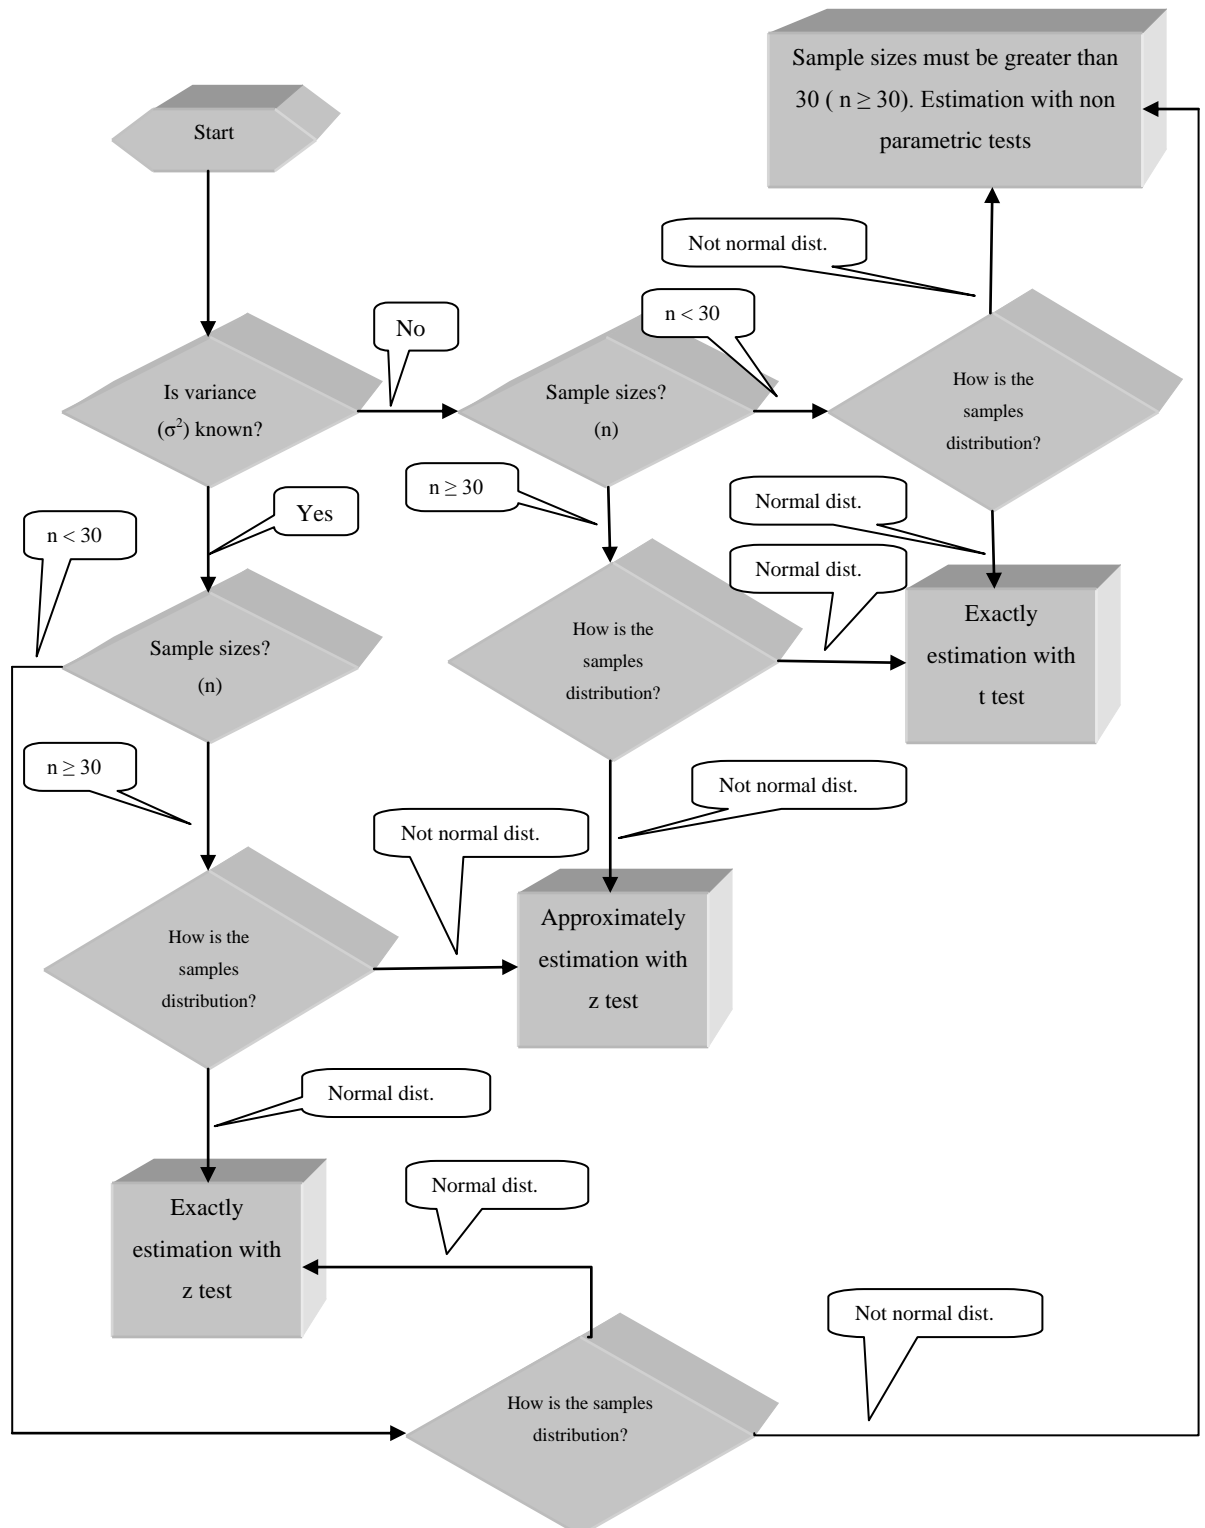 Sample sizes must be greater than
30 ( n ≥ 30). Estimation with non
parametric tests
Start
Not normal dist.
n < 30
No
How is the
samples
distribution?
Is variance
(σ²) known?
Sample sizes?
(n)
n ≥ 30
Normal dist.
Yes
n < 30
Normal dist.
Exactly
estimation with
t test
How is the
samples
distribution?
Sample sizes?
(n)
n ≥ 30
Not normal dist.
Not normal dist.
Approximately
estimation with
z test
How is the
samples
distribution?
Normal dist.
Normal dist.
Exactly
estimation with
z test
Not normal dist.
How is the samples
distribution?